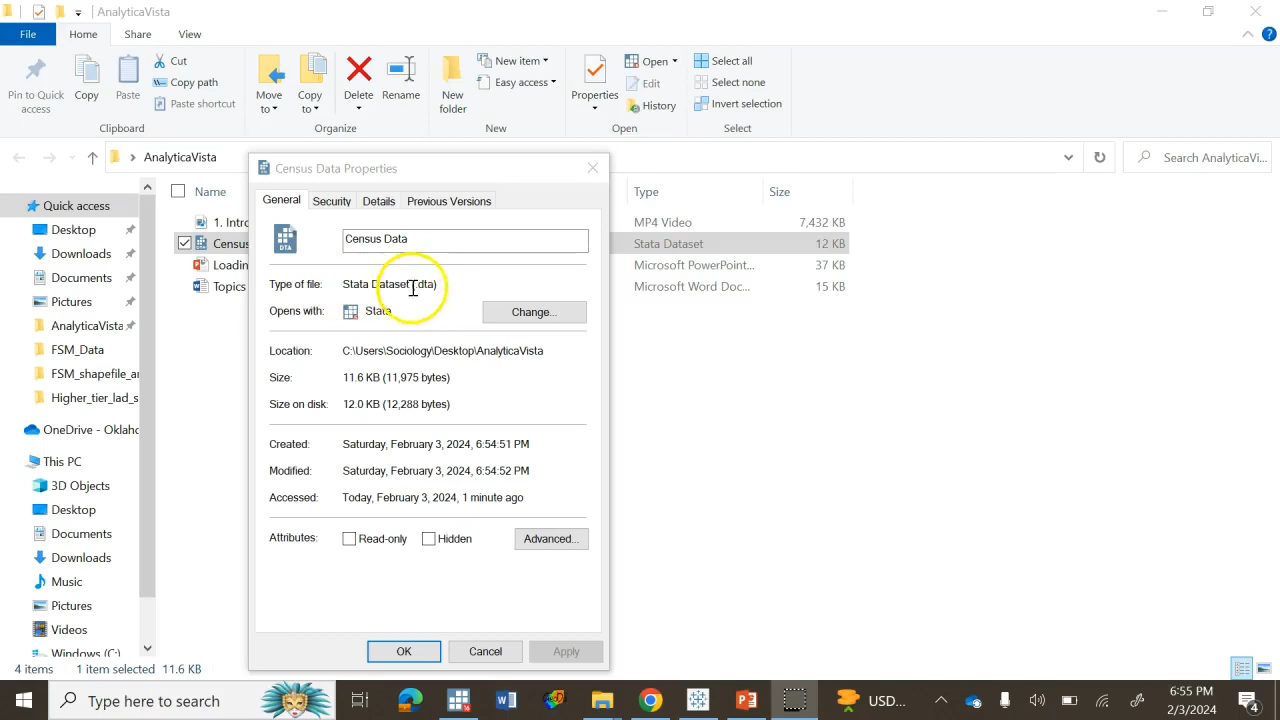 AnalyticaVista
File
Home
Share
View
Pin to Quick access
Copy
Paste
Cut
Copy path
Paste shortcut
Clipboard
Move to
Copy to
Delete
Rename
Organize
New folder
New item
Easy access
New
Properties
Open
Edit
History
Open
Select all
Select none
Invert selection
Select
AnalyticaVista
Search AnalyticaVi...
Quick access
Desktop
Downloads
Documents
Pictures
AnalyticaVista
FSM_Data
FSM_shapefile_ar
Higher_tier_lad_s
OneDrive - Oklaho
This PC
3D Objects
Desktop
Documents
Downloads
Music
Pictures
Videos
Windows (C:)
Name
Type
Size
1. Intro
MP4 Video
7,432 KB
Census
Stata Dataset
12 KB
Loadin
Microsoft PowerPoint...
37 KB
Topics
Microsoft Word Doc...
15 KB
Census Data Properties
General
Security
Details
Previous Versions
DTA
Census Data
Type of file:
Stata Dataset (.dta)
Opens with:
Stata
Change...
Location:
C:\Users\Sociology\Desktop\AnalyticaVista
Size:
11.6 KB (11,975 bytes)
Size on disk:
12.0 KB (12,288 bytes)
Created:
Saturday, February 3, 2024, 6:54:51 PM
Modified:
Saturday, February 3, 2024, 6:54:52 PM
Accessed:
Today, February 3, 2024, 1 minute ago
Attributes:
Read-only
Hidden
Advanced...
OK
Cancel
Apply
4 items
1 item selected 11.6 KB
Type here to search
USD...
6:55 PM
2/3/2024
4